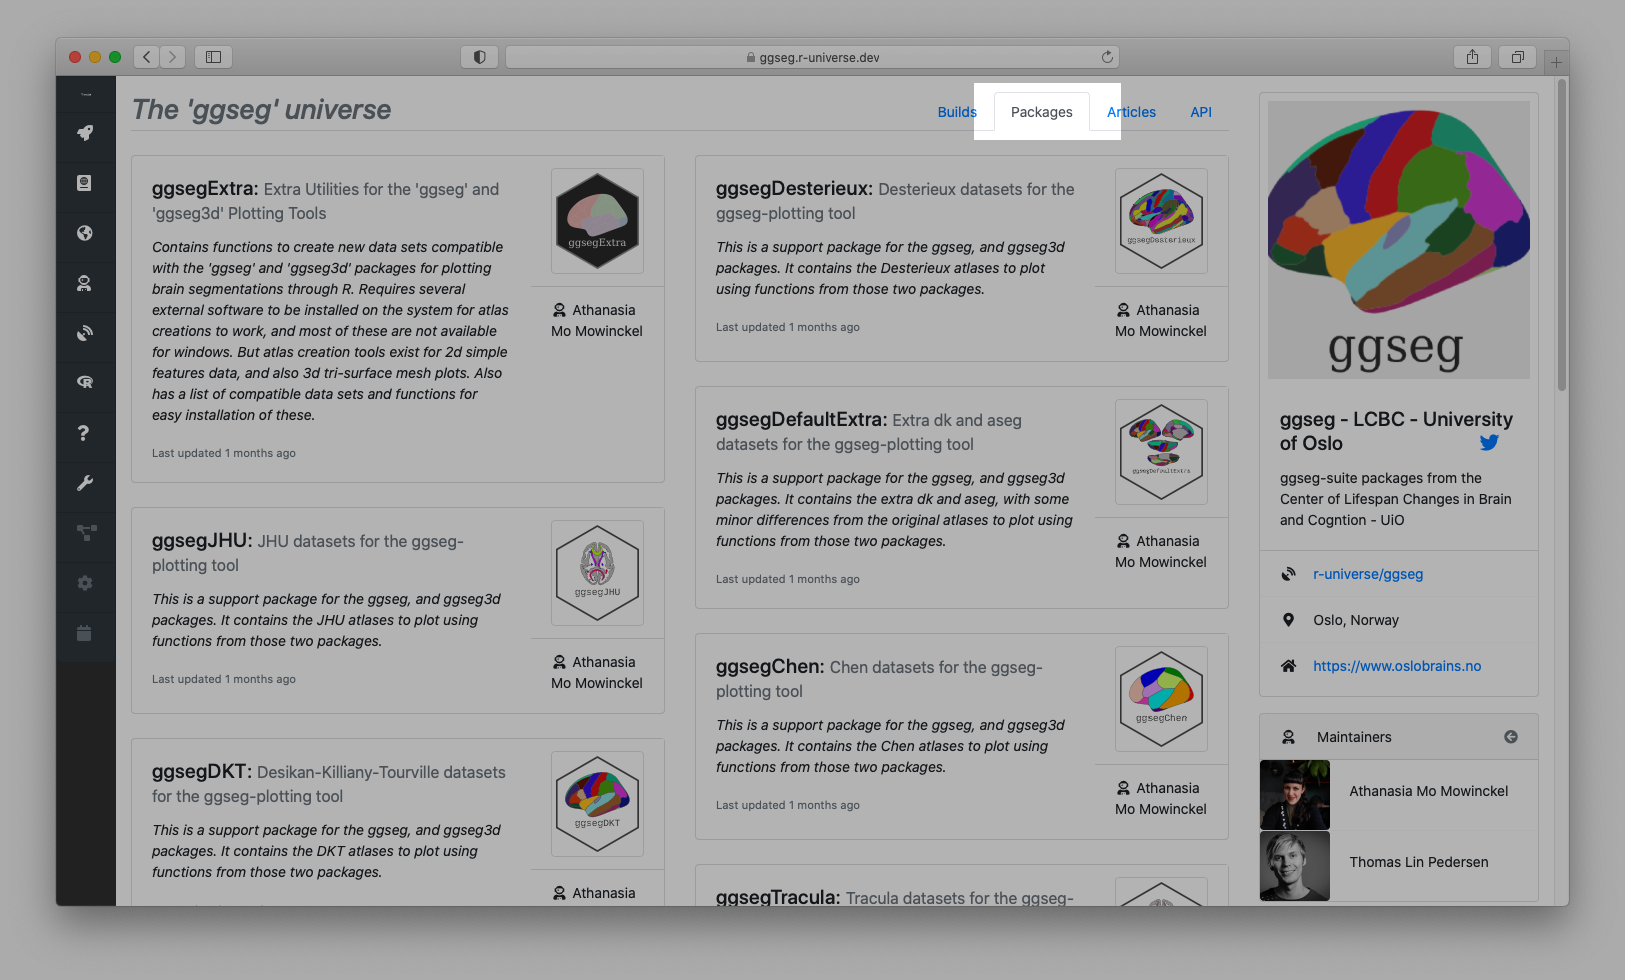 ggseg.r-universe.dev
The 'ggseg' universe
Builds
Packages
Articles
API
ggsegExtra: Extra Utilities for the 'ggseg' and
'ggseg3d' Plotting Tools
Contains functions to create new data sets compatible
with the 'ggseg' and 'ggseg3d' packages for plotting
brain segmentations through R. Requires several
external software to be installed on the system for atlas
creations to work, and most of these are not available
for windows. But atlas creation tools exist for 2d simple
features data, and also 3d tri-surface mesh plots. Also
has a list of compatible data sets and functions for
easy installation of these.
Last updated 1 months ago
ggsegExtra
Athanasia
Mo Mowinckel
ggsegJHU: JHU datasets for the ggseg-
plotting tool
This is a support package for the ggseg, and ggseg3d
packages. It contains the JHU atlases to plot using
functions from those two packages.
Last updated 1 months ago
ggsegJHU
Athanasia
Mo Mowinckel
ggsegDKT: Desikan-Killiany-Tourville datasets
for the ggseg-plotting tool
This is a support package for the ggseg, and ggseg3d
packages. It contains the DKT atlases to plot using
functions from those two packages.
ggsegDKT
Athanasia
ggsegDesterieux: Desterieux datasets for the
ggseg-plotting tool
This is a support package for the ggseg, and ggseg3d
packages. It contains the Desterieux atlases to plot
using functions from those two packages.
Last updated 1 months ago
ggsegDesterieux
Athanasia
Mo Mowinckel
ggsegDefaultExtra: Extra dk and aseg
datasets for the ggseg-plotting tool
This is a support package for the ggseg, and ggseg3d
packages. It contains the extra dk and aseg, with some
minor differences from the original atlases to plot using
functions from those two packages.
Last updated 1 months ago
ggsegDefaultExtra
Athanasia
Mo Mowinckel
ggsegChen: Chen datasets for the ggseg-
plotting tool
This is a support package for the ggseg, and ggseg3d
packages. It contains the Chen atlases to plot using
functions from those two packages.
Last updated 1 months ago
ggsegChen
Athanasia
Mo Mowinckel
ggsegTracula: Tracula datasets for the ggseg-
ggseg
ggseg - LCBC - University
of Oslo
ggseg-suite packages from the
Center of Lifespan Changes in Brain
and Cogntion - UiO
r-universe/ggseg
Oslo, Norway
https://www.oslobrains.no
Maintainers
Athanasia Mo Mowinckel
Thomas Lin Pedersen